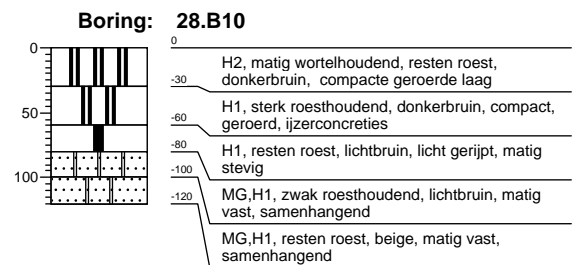 Boring: 28.B10
0
50
100
0
H2, matig wortelhoudend, resten roest,
donkerbruin, compacte geroerde laag
-30
H1, sterk roesthoudend, donkerbruin, compact,
geroerd, ijzerconcreties
-60
H1, resten roest, lichtbruin, licht gerijpt, matig
stevig
-80
MG,H1, zwak roesthoudend, lichtbruin, matig
vast, samenhangend
-100
MG,H1, resten roest, beige, matig vast,
samenhangend
-120